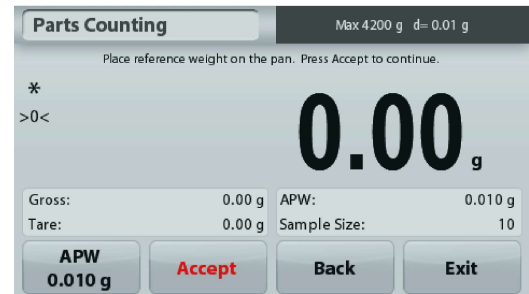 Parts Counting
Max 4200 g d= 0.01 g
Place reference weight on the pan. Press Accept to continue.
*
>0<
0.00 g
Gross: 0.00 g APW: 0.010 g
Tare: 0.00 g Sample Size: 10
APW
0.010 g
Accept
Back
Exit